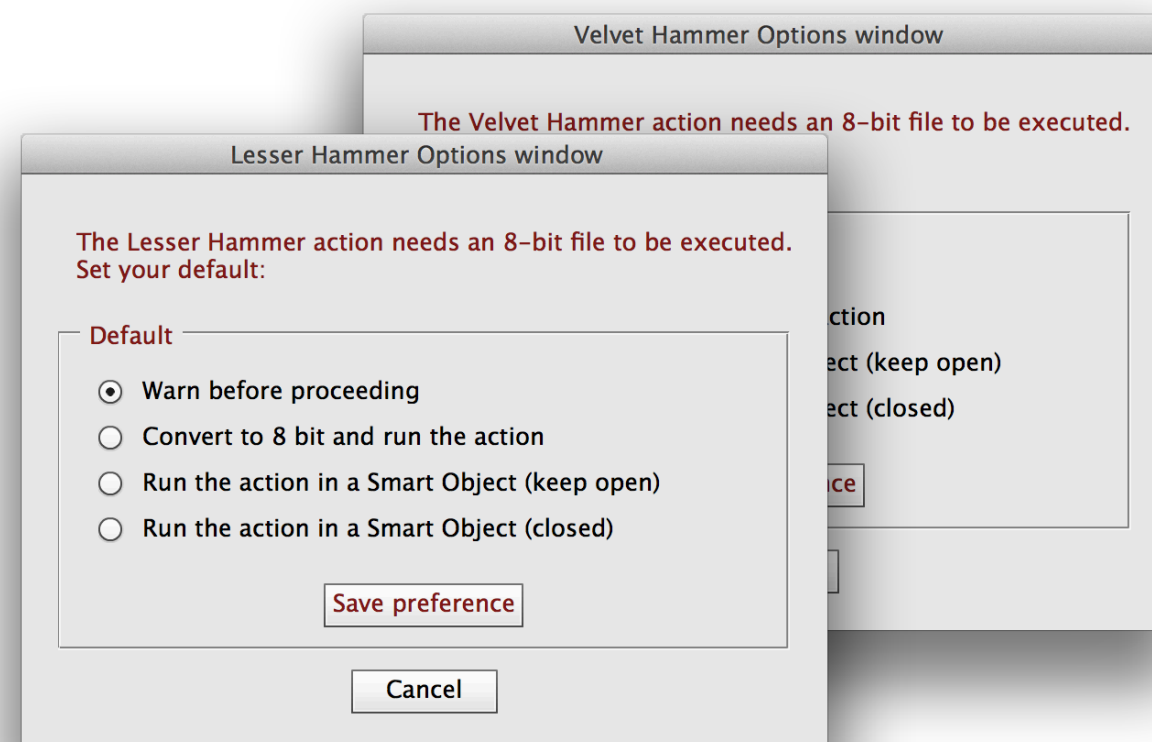 Velvet Hammer Options window
The Velvet Hammer action needs an 8-bit file to be executed.
Lesser Hammer Options window
The Lesser Hammer action needs an 8-bit file to be executed.
Set your default:
Default
Warn before proceeding
Convert to 8 bit and run the action
Run the action in a Smart Object (keep open)
Run the action in a Smart Object (closed)
Save preference
Cancel
(keep open)
(closed)